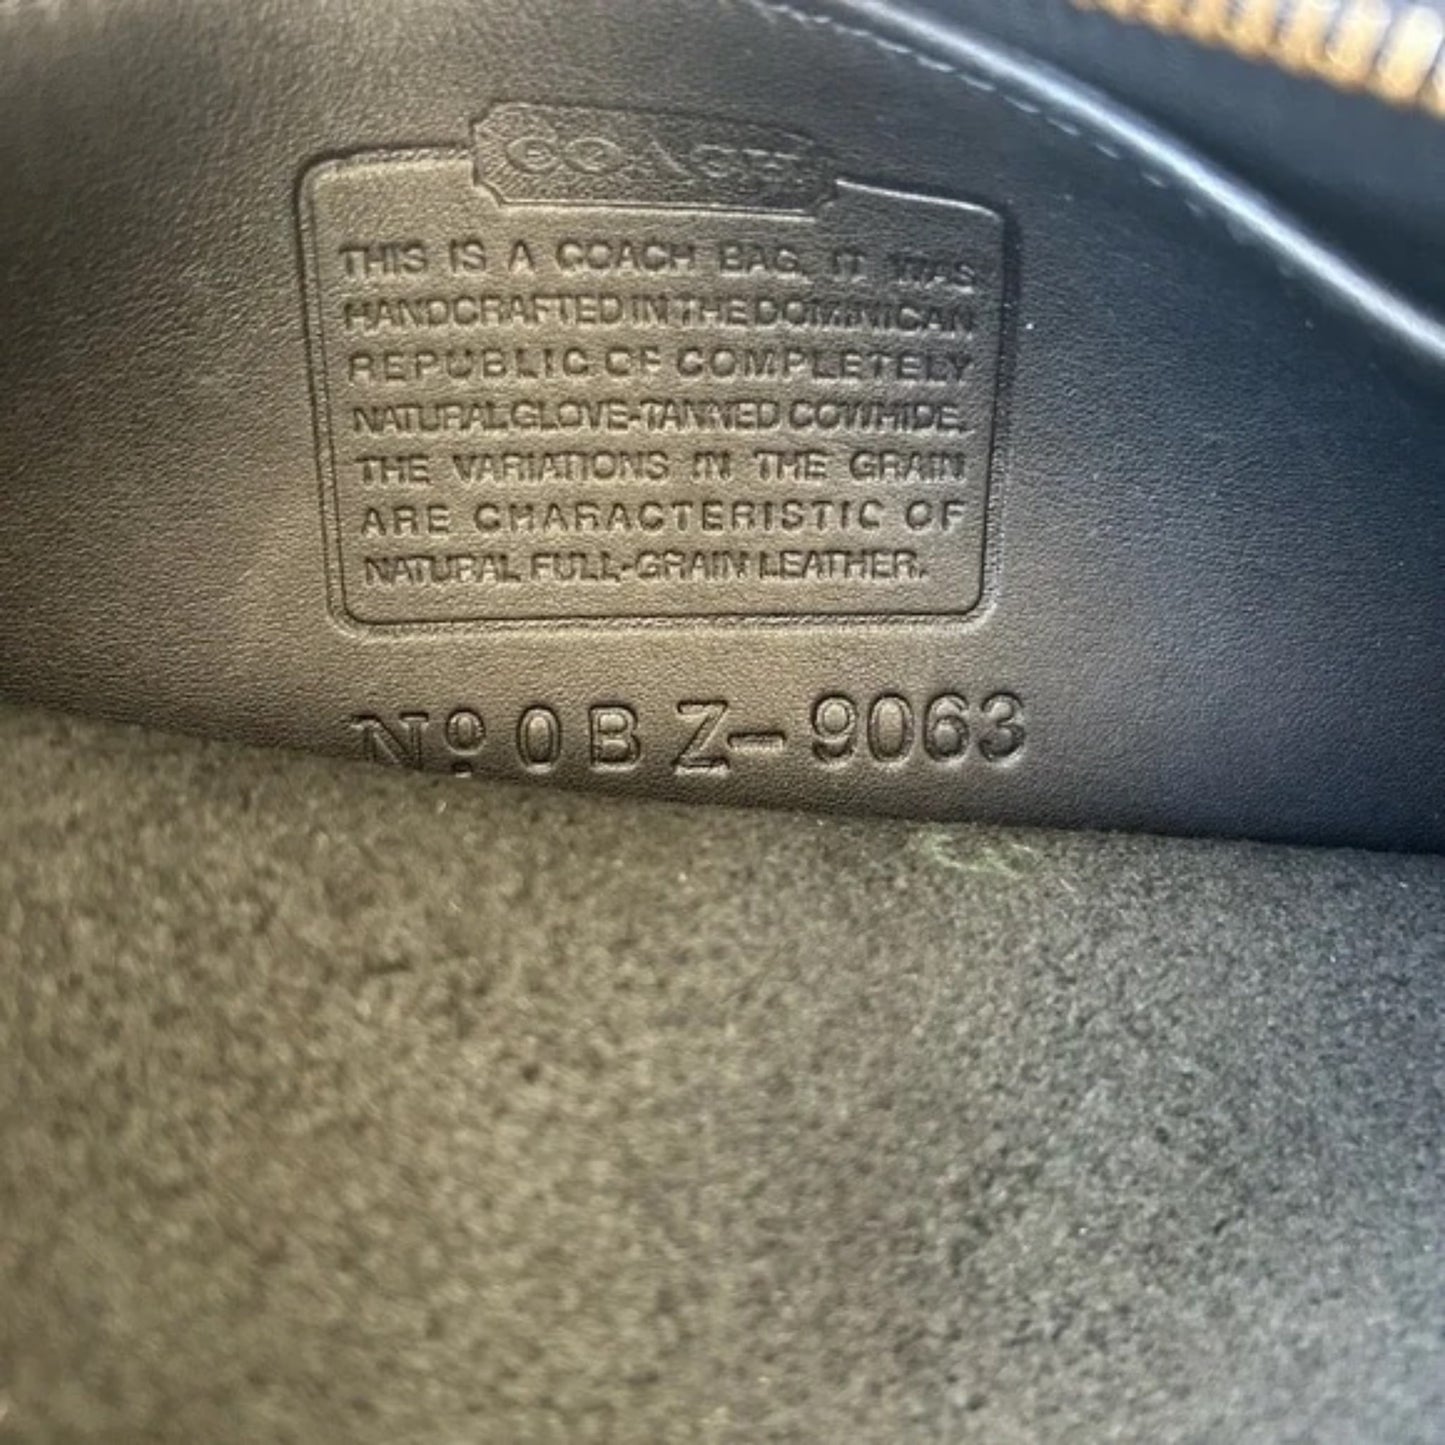 COACH
THIS IS A COACH BAG. IT WAS
HANDCRAFTED IN THE DOMINICAN
REPUBLIC OF COMPLETELY
NATURAL GLOVE-TANNED COWHIDE.
THE VARIATIONS IN THE GRAIN
ARE CHARACTERISTIC OF
NATURAL FULL-GRAIN LEATHER.
Nº 0BZ-9063